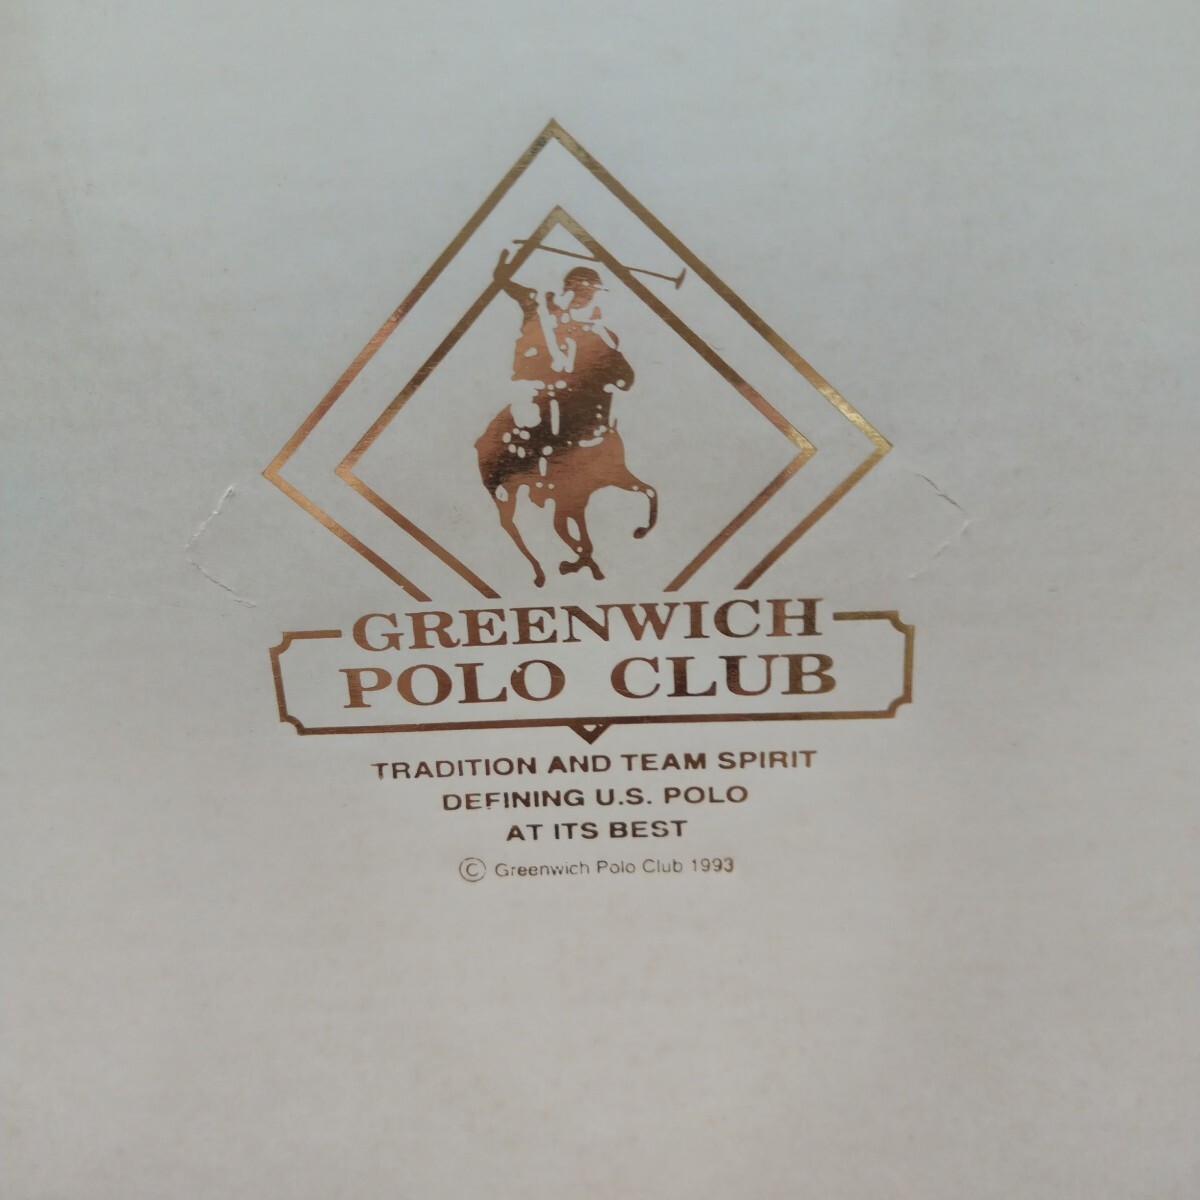 GREENWICH
POLO CLUB
TRADITION AND TEAM SPIRIT
DEFINING U.S. POLO
AT ITS BEST
© Greenwich Polo Club 1993